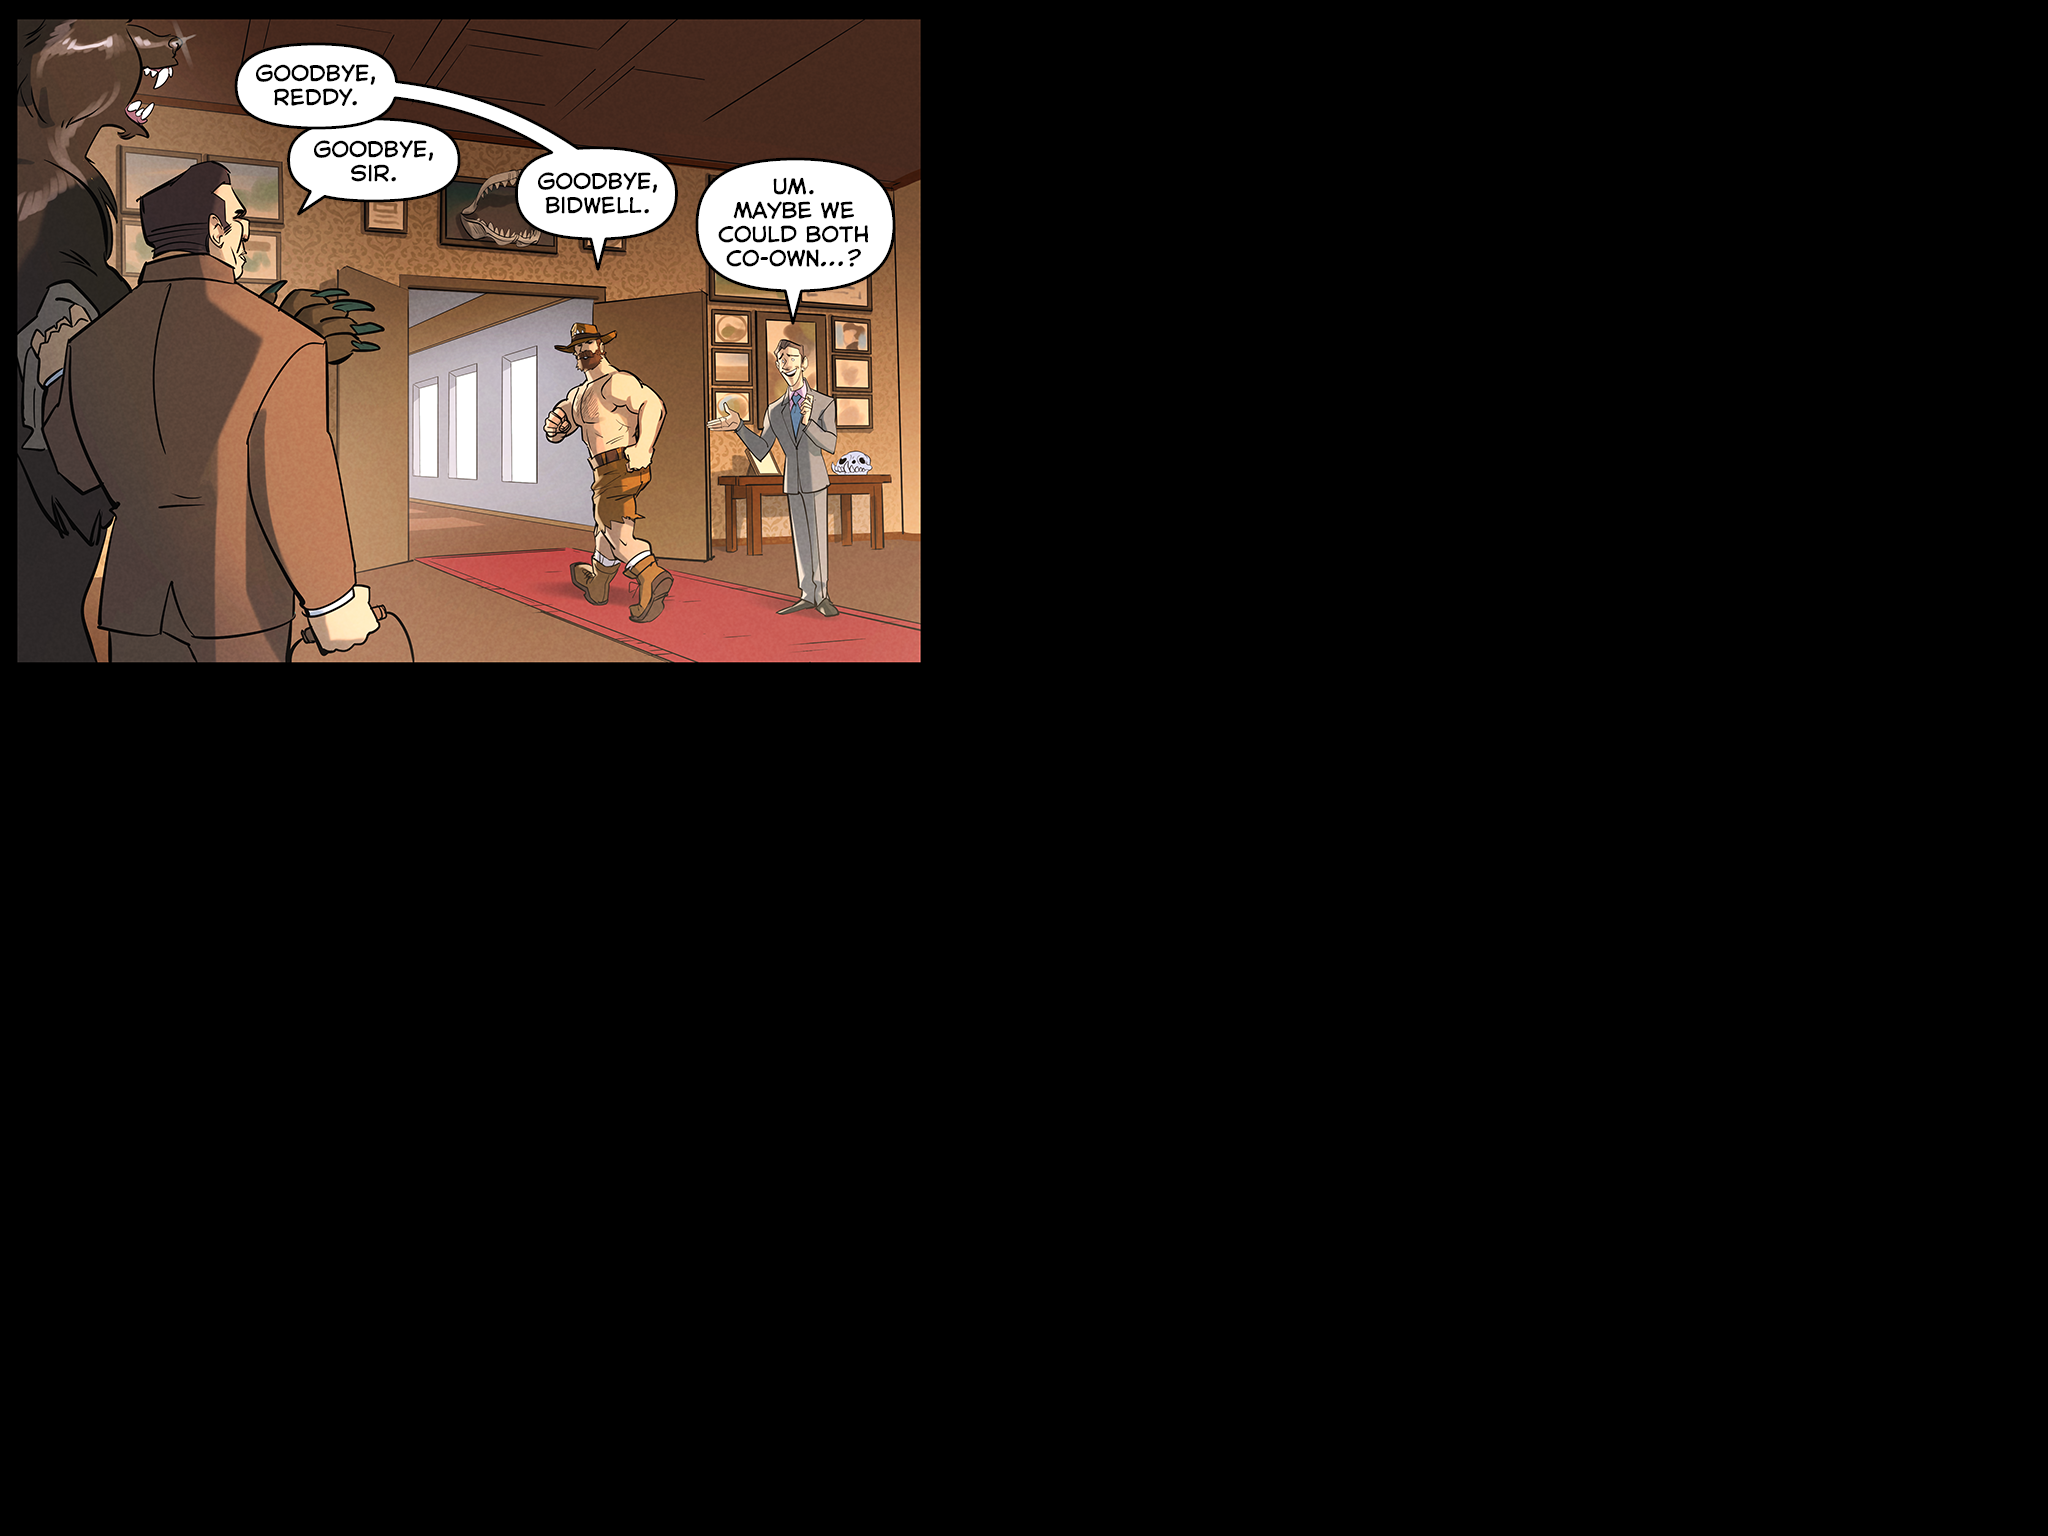 GOODBYE,
REDDY.
GOODBYE,
SIR.
GOODBYE,
BIDWELL.
UM.
MAYBE WE
COULD BOTH
CO-OWN...?